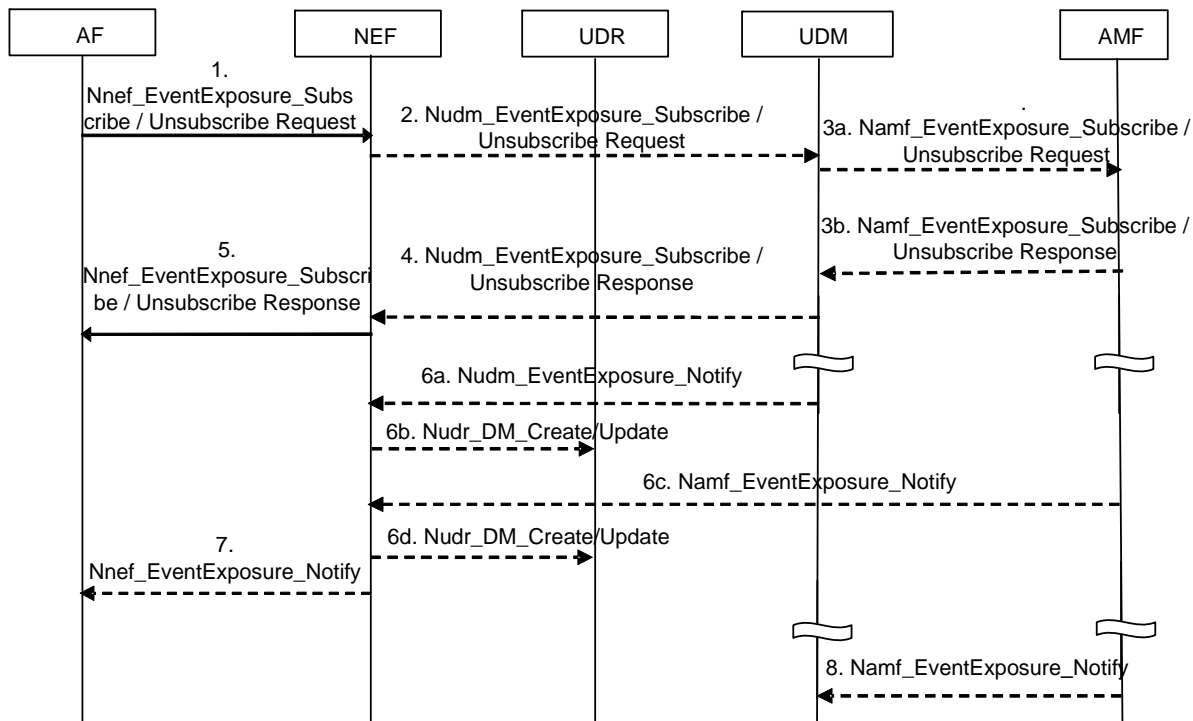 AF
NEF
UDR
UDM
AMF
1.
Nnef_EventExposure_Subs
cribe / Unsubscribe Request
2. Nudm_EventExposure_Subscribe /
Unsubscribe Request
.
3a. Namf_EventExposure_Subscribe /
Unsubscribe Request
3b. Namf_EventExposure_Subscribe /
Unsubscribe Response
4. Nudm_EventExposure_Subscribe /
Unsubscribe Response
5.
Nnef_EventExposure_Subscri
be / Unsubscribe Response
6a. Nudm_EventExposure_Notify
6b. Nudr_DM_Create/Update
6c. Namf_EventExposure_Notify
6d. Nudr_DM_Create/Update
7.
Nnef_EventExposure_Notify
8. Namf_EventExposure_Notify